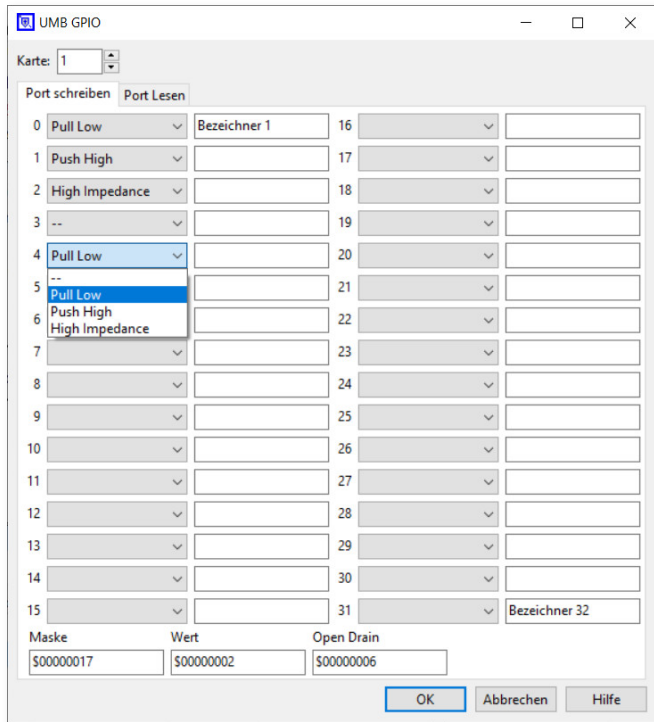 UMB GPIO
Karte: 1
Port schreiben Port Lesen
0 Pull Low Bezeichner 1 16
1 Push High 17
2 High Impedance 18
3 -- 19
4 Pull Low 20
--
5 21
Pull Low
Push High
6 22
High Impedance
7 23
8 24
9 25
10 26
11 27
12 28
13 29
14 30
15 31 Bezeichner 32
Maske Wert Open Drain
$00000017 $00000002 $00000006
OK Abbrechen Hilfe